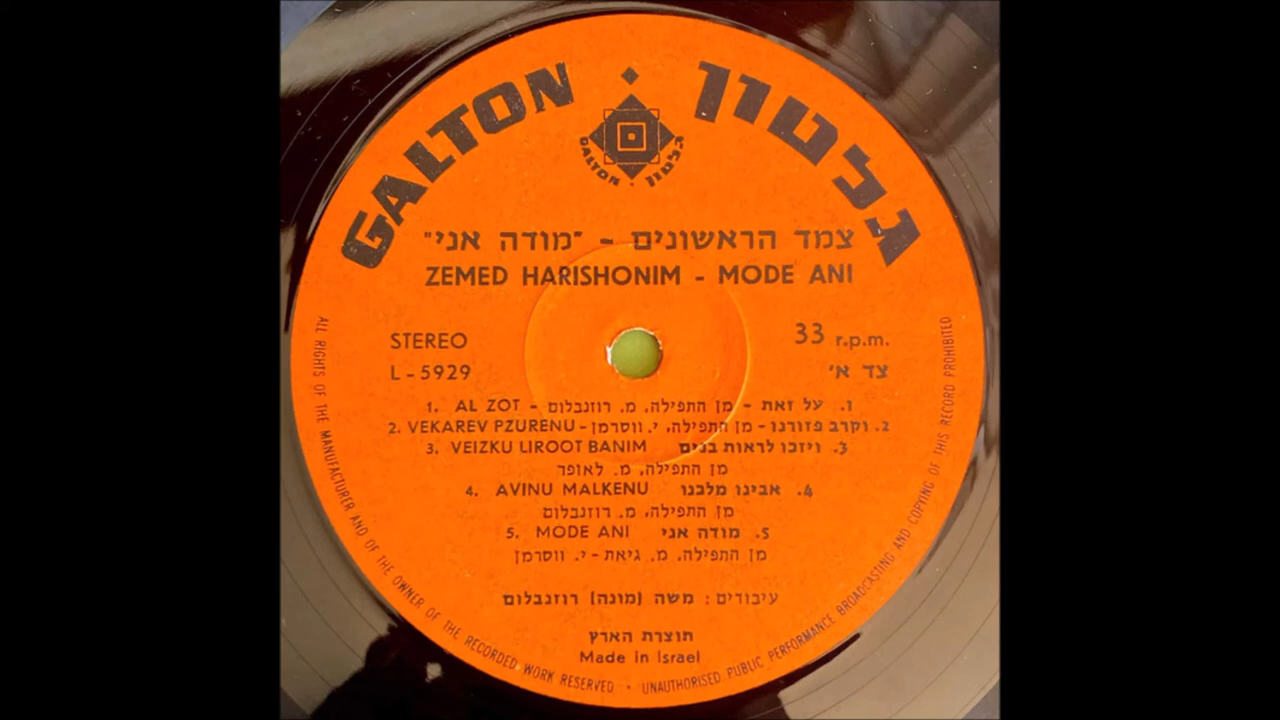 GALTON · גלטון
GALTON · גלטון
צמד הראשונים - "מודה אני"
ZEMED HARISHONIM - MODE ANI
STEREO 33 r.p.m.
L-5929 צד א'
1. AL ZOT - על זאת - מן התפילה, מ. רוזנבלום .1
2. VEKAREV PZURENU - וקרב פזורנו - מן התפילה, י. ווסרמן .2
3. VEIZKU LIROOT BANIM ויזכו לראות בנים .3
מן התפילה, מ. לאופר
4. AVINU MALKENU אבינו מלכנו .4
מן התפילה, מ. רוזנבלום
5. MODE ANI מודה אני .5
מן התפילה, מ. גיאת - י. ווסרמן
עיבודים: משה (מונה) רוזנבלום
תוצרת הארץ
Made in Israel
ALL RIGHTS OF THE MANUFACTURER AND OF THE OWNER OF THE RECORDED WORK RESERVED · UNAUTHORISED PUBLIC PERFORMANCE BROADCASTING AND COPYING OF THIS RECORD PROHIBITED